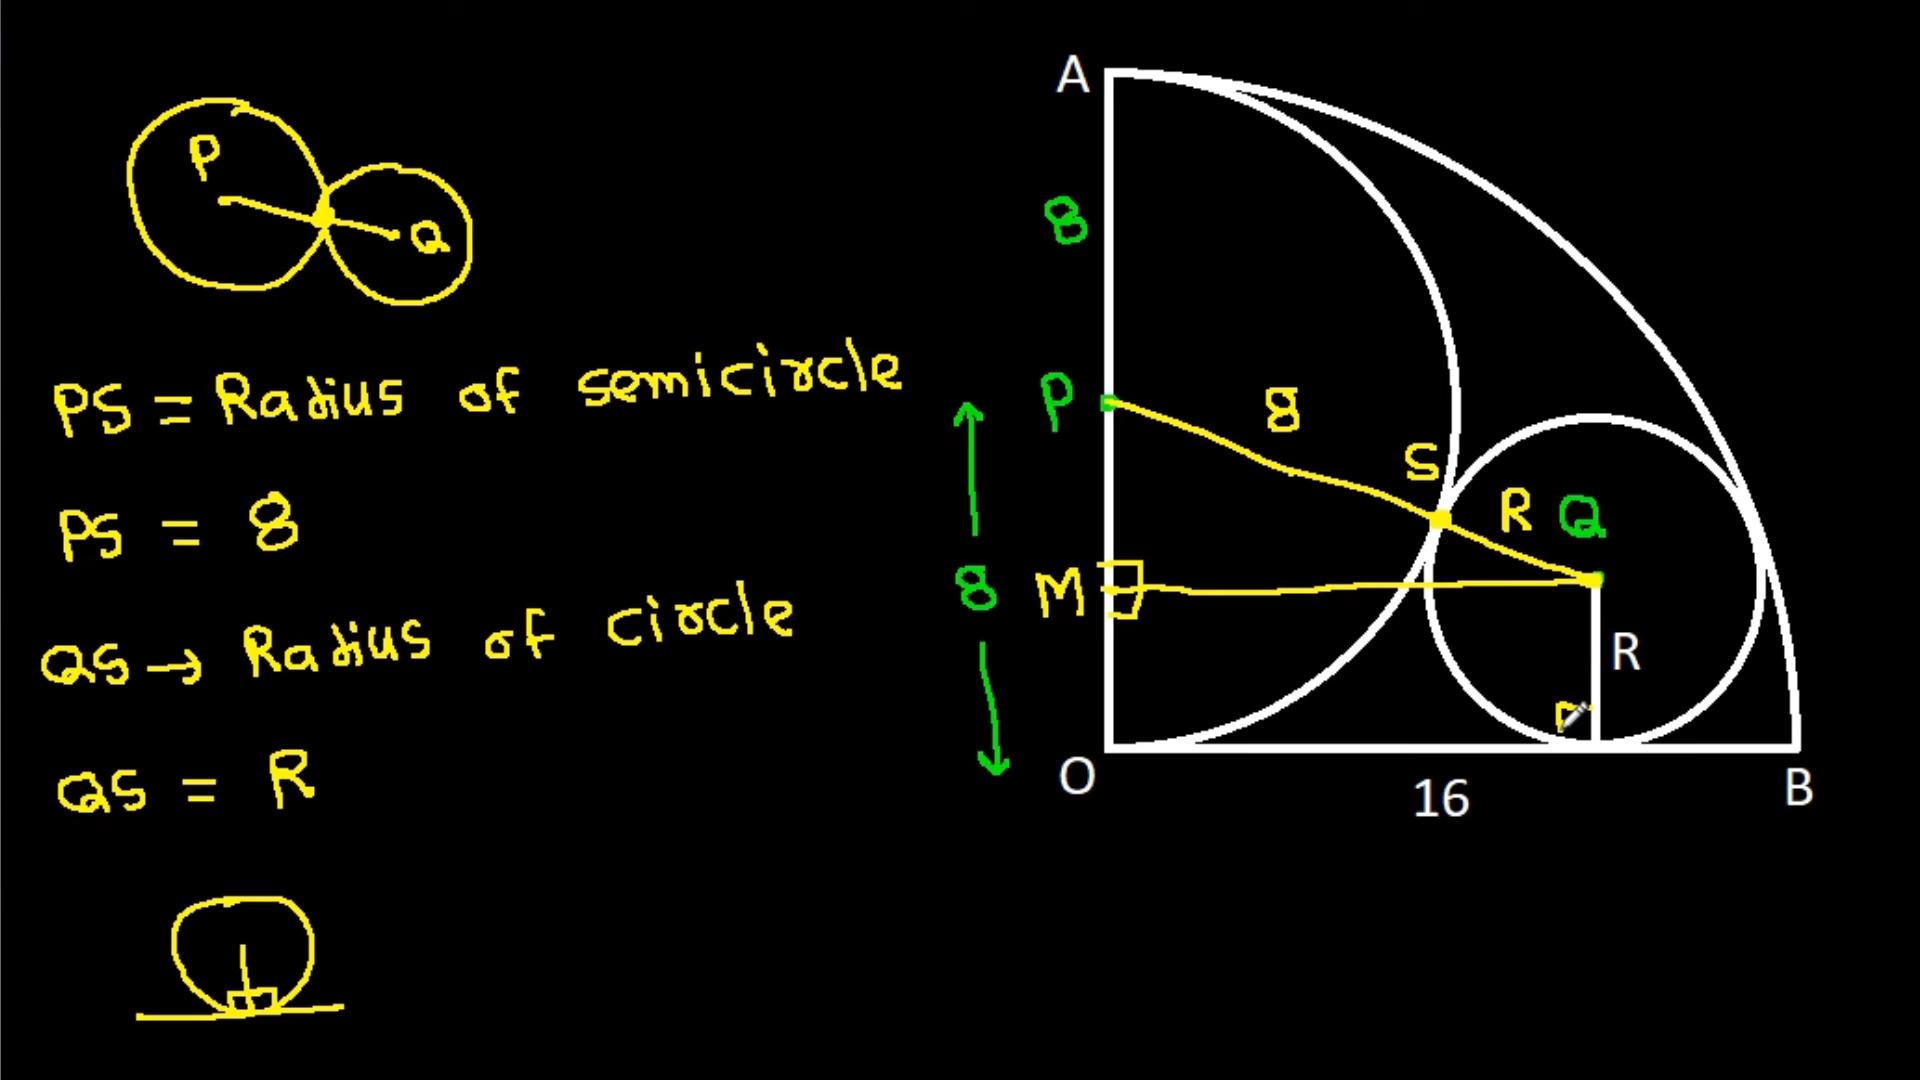 P
Q
PS = Radius of semicircle
PS = 8
QS → Radius of circle
QS = R
A
8
P
8
S
R Q
8
M
R
O
16
B